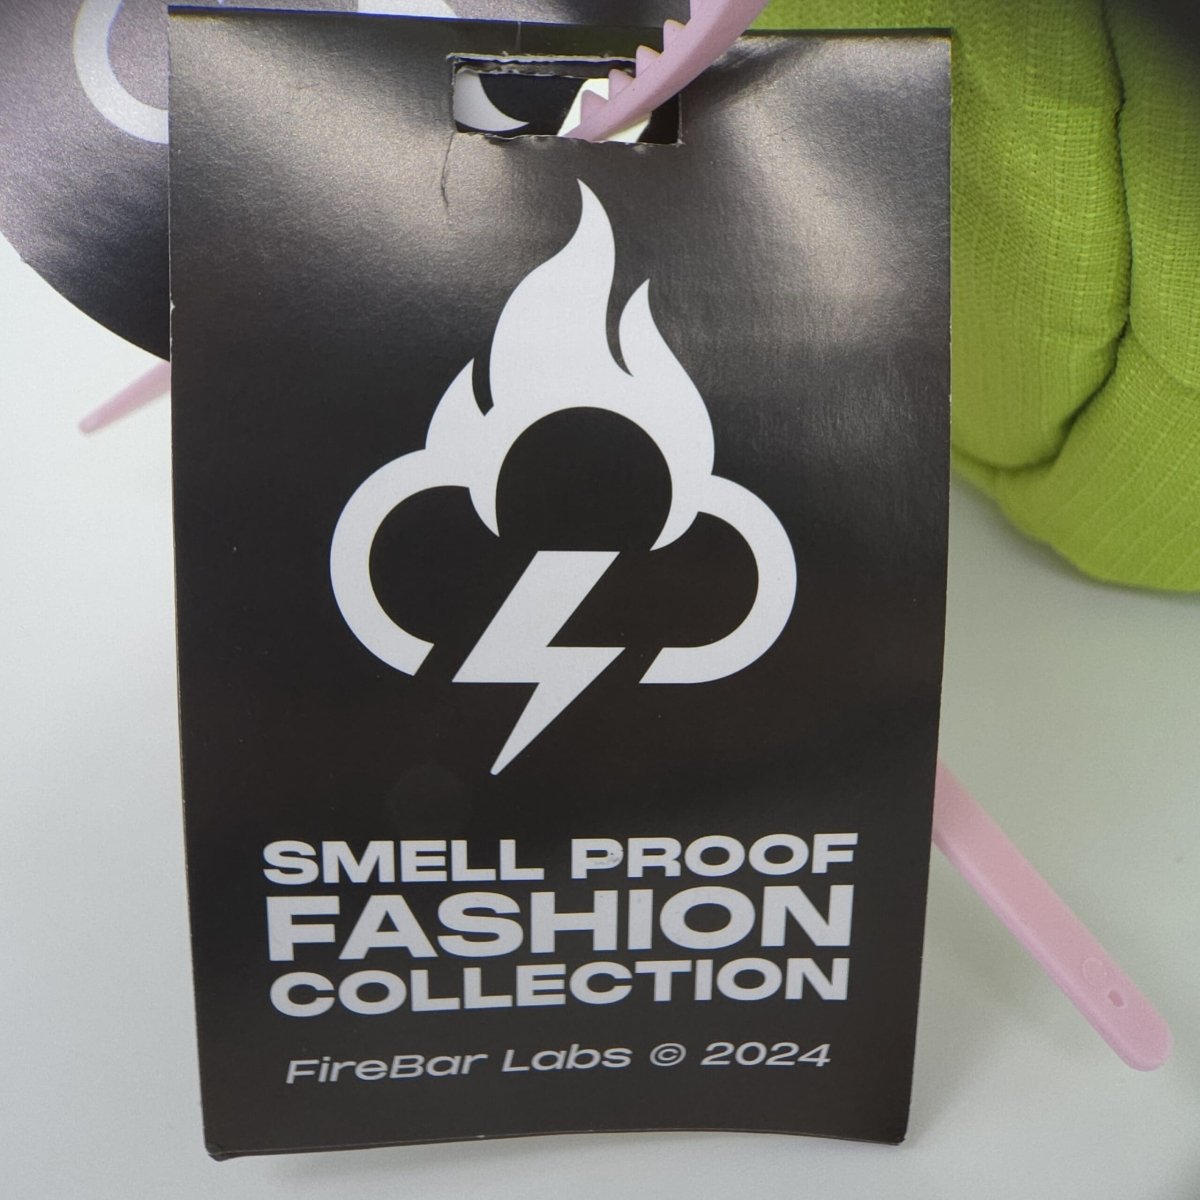 SMELL PROOF
FASHION
COLLECTION
FireBar Labs © 2024